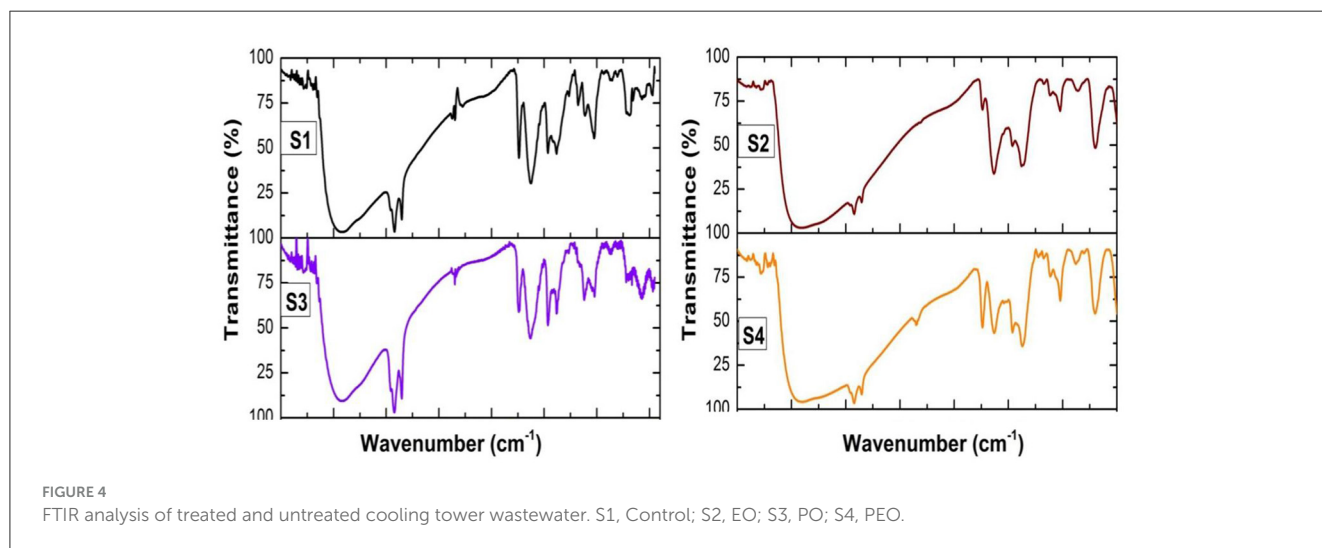 100
75
50
25
100
75
50
25
100
S1
S3
Transmittance (%)
Transmittance (%)
Wavenumber (cm-1)
100
75
50
25
100
75
50
25
100
S2
S4
Transmittance (%)
Transmittance (%)
Wavenumber (cm-1)
FIGURE 4
FTIR analysis of treated and untreated cooling tower wastewater. S1, Control; S2, EO; S3, PO; S4, PEO.